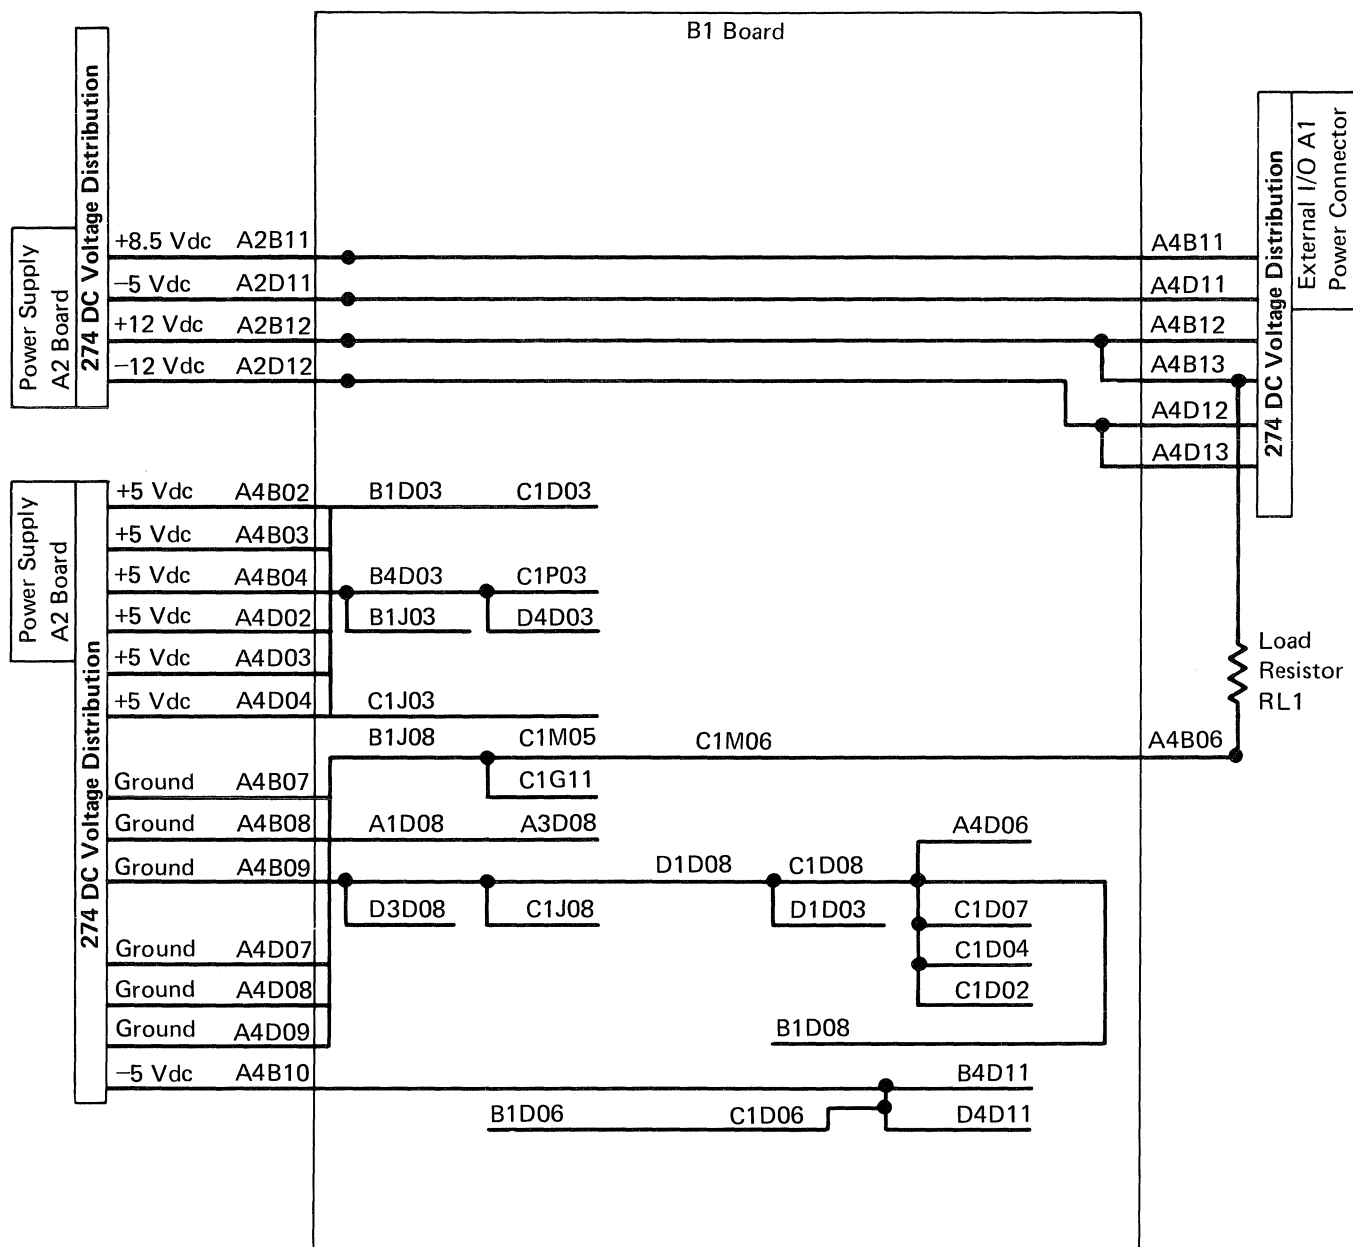 B1 Board
274 DC Voltage Distribution
Power Supply
A2 Board
+8.5 Vdc A2B11
−5 Vdc A2D11
+12 Vdc A2B12
−12 Vdc A2D12
A4B11
A4D11
A4B12
A4B13
A4D12
A4D13
274 DC Voltage Distribution
External I/O A1
Power Connector
Power Supply
A2 Board
274 DC Voltage Distribution
+5 Vdc A4B02 B1D03 C1D03
+5 Vdc A4B03
+5 Vdc A4B04 B4D03 C1P03
+5 Vdc A4D02 B1J03 D4D03
+5 Vdc A4D03
+5 Vdc A4D04 C1J03
Load
Resistor
RL1
B1J08 C1M05 C1M06 A4B06
Ground A4B07 C1G11
Ground A4B08 A1D08 A3D08 A4D06
Ground A4B09 D1D08 C1D08
D3D08 C1J08 D1D03 C1D07
Ground A4D07 C1D04
Ground A4D08 C1D02
Ground A4D09 B1D08
−5 Vdc A4B10 B4D11
B1D06 C1D06 D4D11